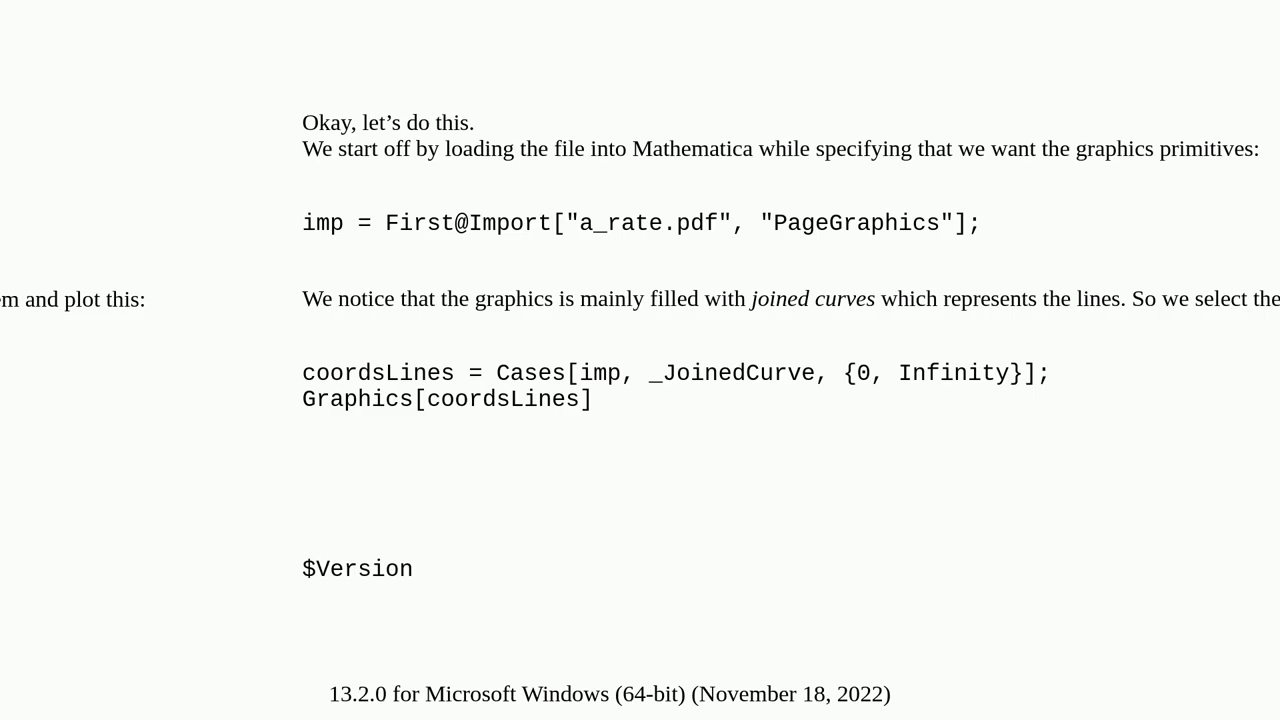 Okay, let’s do this.
We start off by loading the file into Mathematica while specifying that we want the graphics primitives:
imp = First@Import["a_rate.pdf", "PageGraphics"];
em and plot this:
We notice that the graphics is mainly filled with joined curves which represents the lines. So we select the
coordsLines = Cases[imp, _JoinedCurve, {0, Infinity}];
Graphics[coordsLines]
$Version
13.2.0 for Microsoft Windows (64-bit) (November 18, 2022)